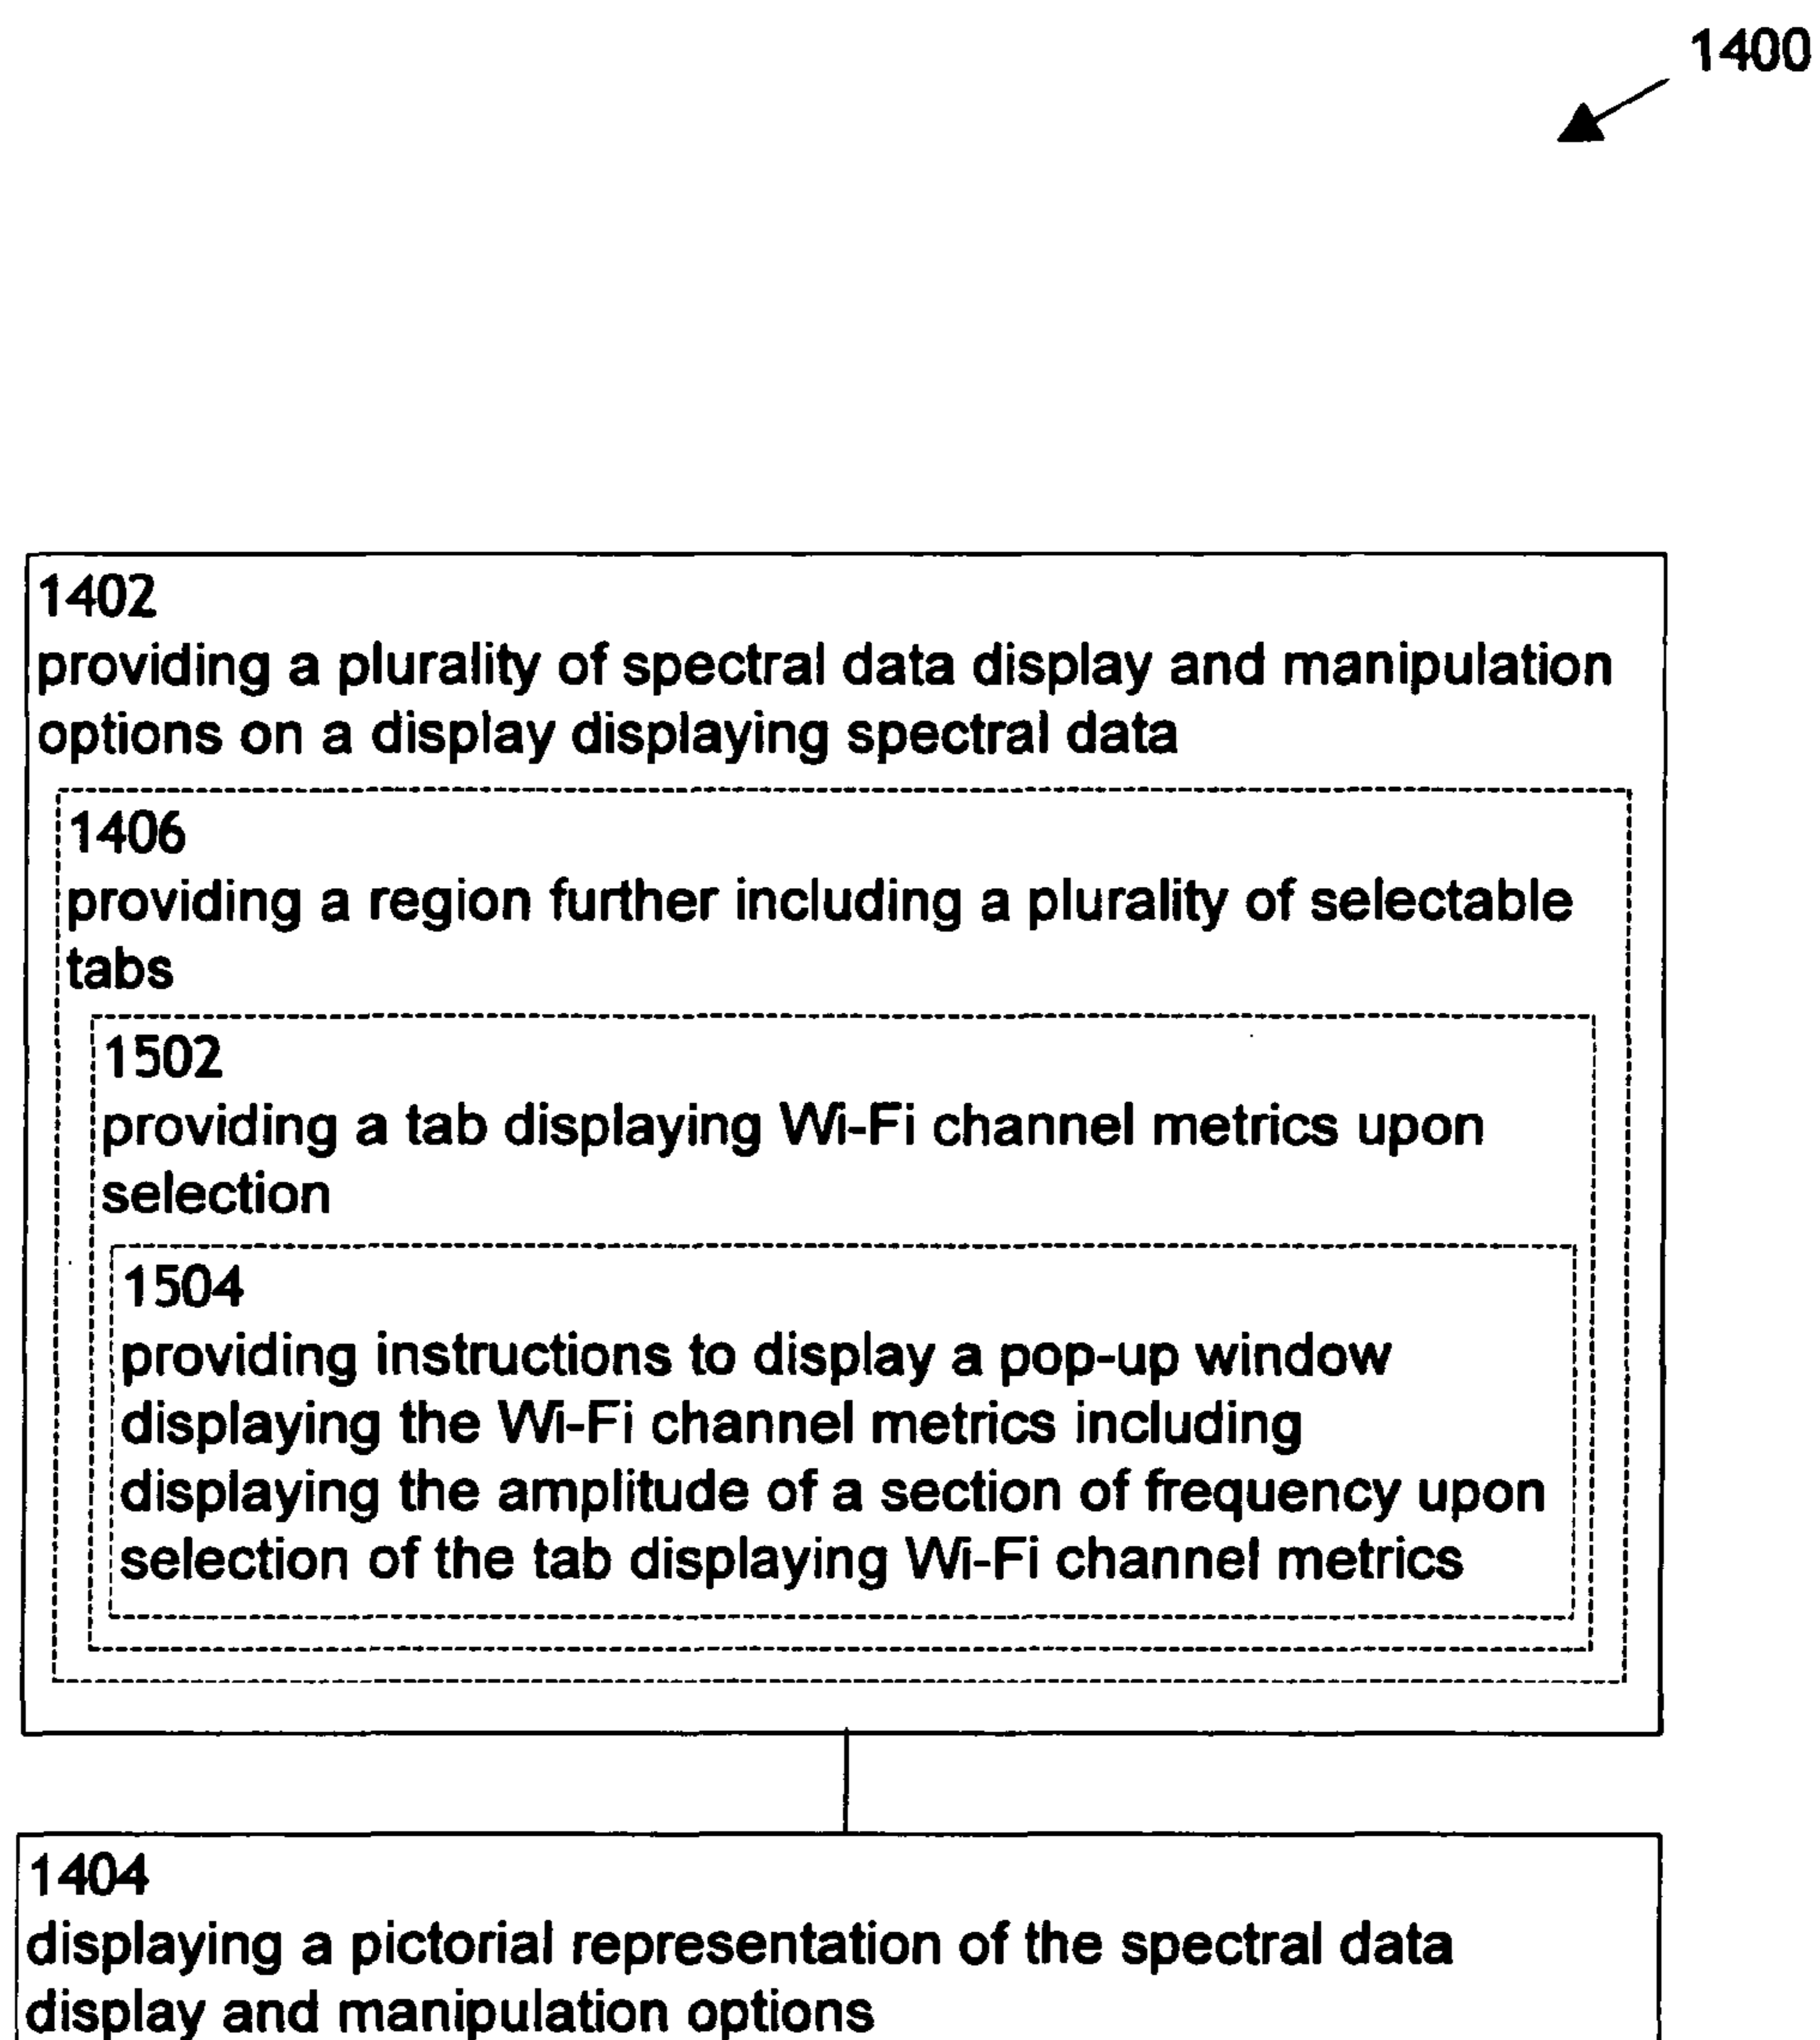 1400
1402
providing a plurality of spectral data display and manipulation
options on a display displaying spectral data
1406
providing a region further including a plurality of selectable
tabs
1502
providing a tab displaying Wi-Fi channel metrics upon
selection
1504
providing instructions to display a pop-up window
displaying the Wi-Fi channel metrics including
displaying the amplitude of a section of frequency upon
selection of the tab displaying Wi-Fi channel metrics
1404
displaying a pictorial representation of the spectral data
display and manipulation options